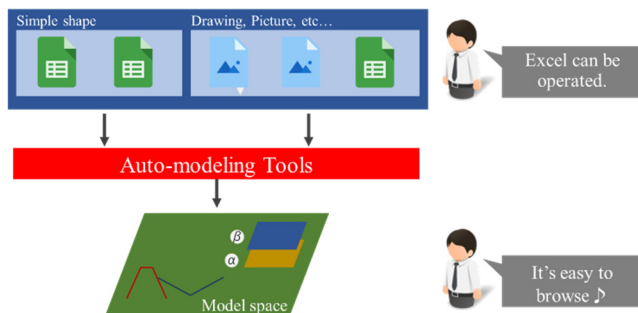 Simple shape
Drawing, Picture, etc…
Excel can be
operated.
Auto-modeling Tools
β
α
Model space
It's easy to
browse♪